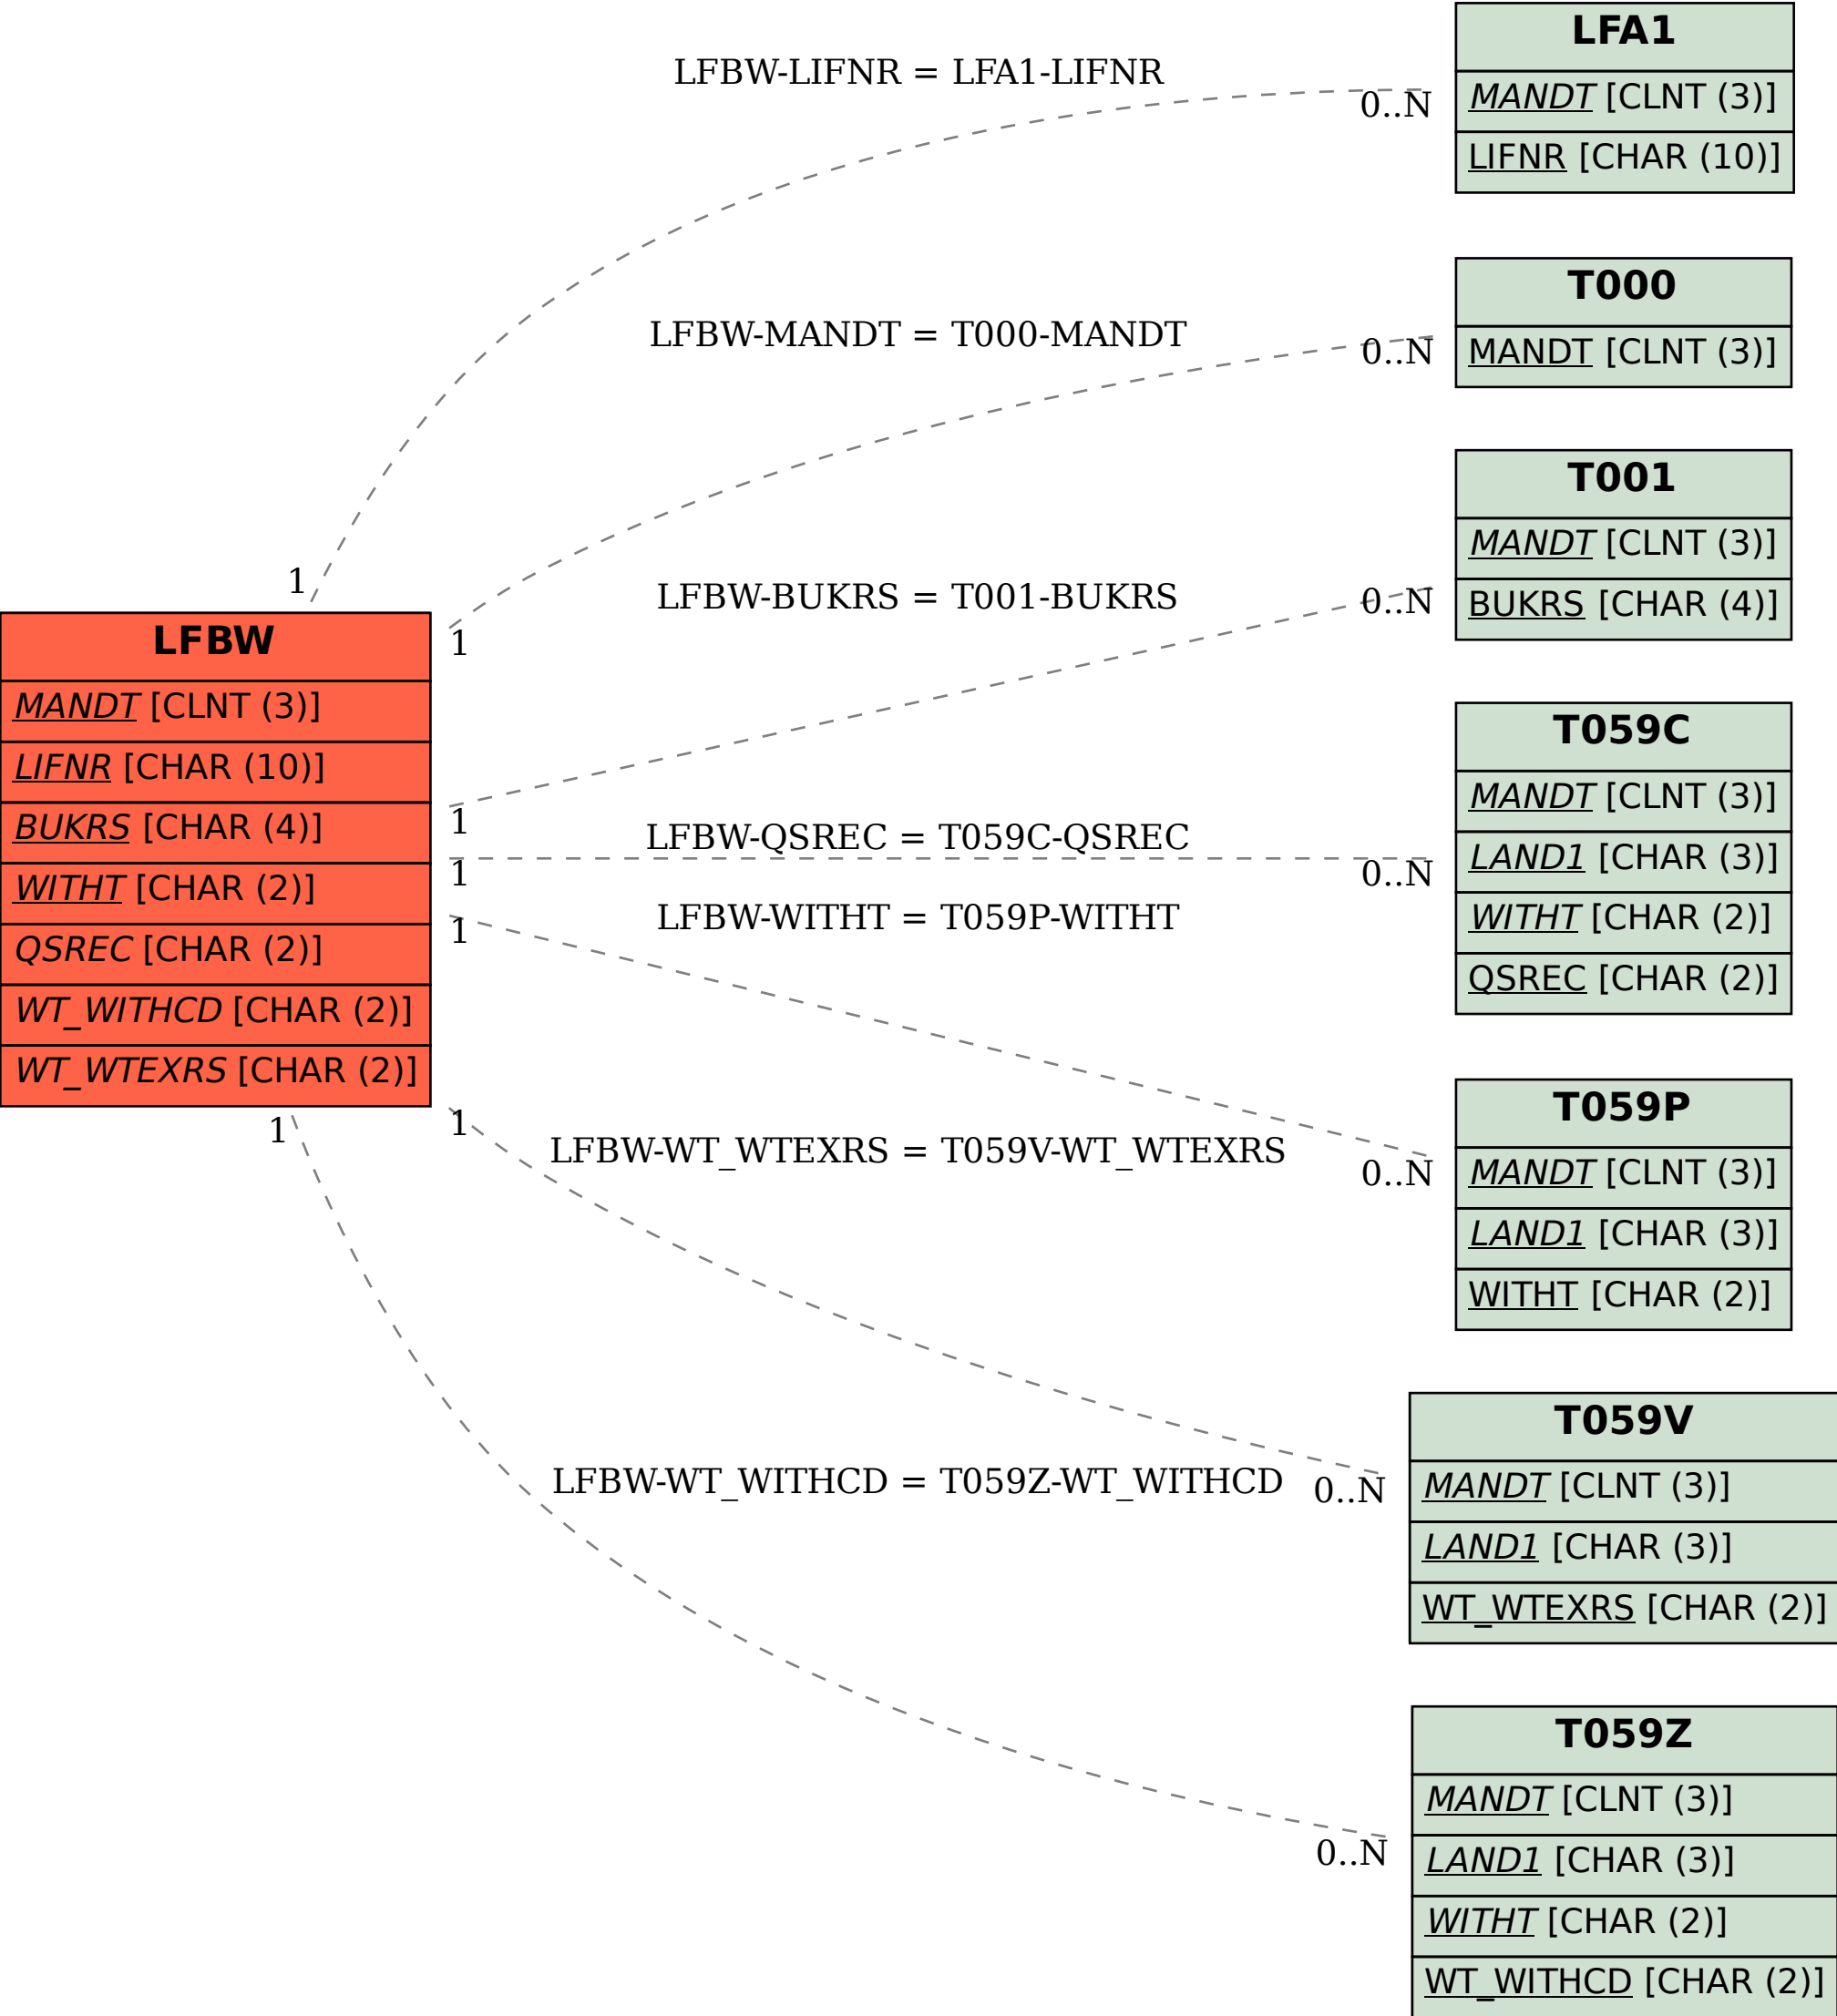 LFA1
MANDT [CLNT (3)]
LIFNR [CHAR (10)]
LFBW-LIFNR = LFA1-LIFNR
0..N
1
T000
MANDT [CLNT (3)]
LFBW-MANDT = T000-MANDT
0..N
1
T001
MANDT [CLNT (3)]
BUKRS [CHAR (4)]
LFBW-BUKRS = T001-BUKRS
0..N
1
LFBW
MANDT [CLNT (3)]
LIFNR [CHAR (10)]
BUKRS [CHAR (4)]
WITHT [CHAR (2)]
QSREC [CHAR (2)]
WT_WITHCD [CHAR (2)]
WT_WTEXRS [CHAR (2)]
T059C
MANDT [CLNT (3)]
LAND1 [CHAR (3)]
WITHT [CHAR (2)]
QSREC [CHAR (2)]
LFBW-QSREC = T059C-QSREC
1
0..N
LFBW-WITHT = T059P-WITHT
1
0..N
T059P
MANDT [CLNT (3)]
LAND1 [CHAR (3)]
WITHT [CHAR (2)]
LFBW-WT_WTEXRS = T059V-WT_WTEXRS
1
0..N
T059V
MANDT [CLNT (3)]
LAND1 [CHAR (3)]
WT_WTEXRS [CHAR (2)]
LFBW-WT_WITHCD = T059Z-WT_WITHCD
1
0..N
T059Z
MANDT [CLNT (3)]
LAND1 [CHAR (3)]
WITHT [CHAR (2)]
WT_WITHCD [CHAR (2)]